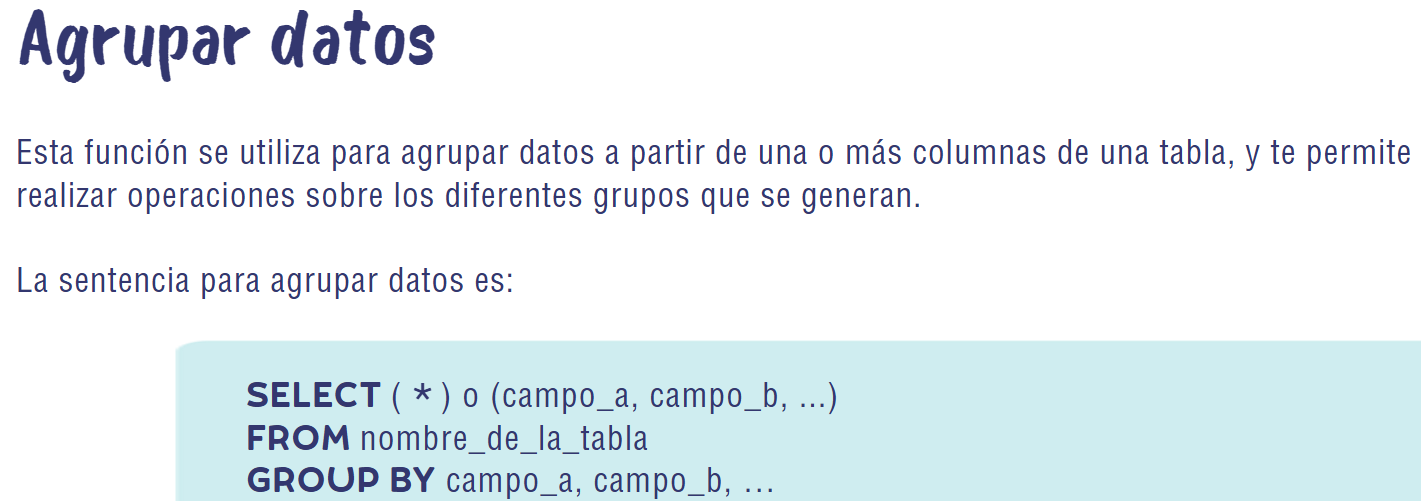 Agrupar datos
Esta función se utiliza para agrupar datos a partir de una o más columnas de una tabla, y te permite
realizar operaciones sobre los diferentes grupos que se generan.
La sentencia para agrupar datos es:
SELECT ( * ) o (campo_a, campo_b, ...)
FROM nombre_de_la_tabla
GROUP BY campo_a, campo_b, ...